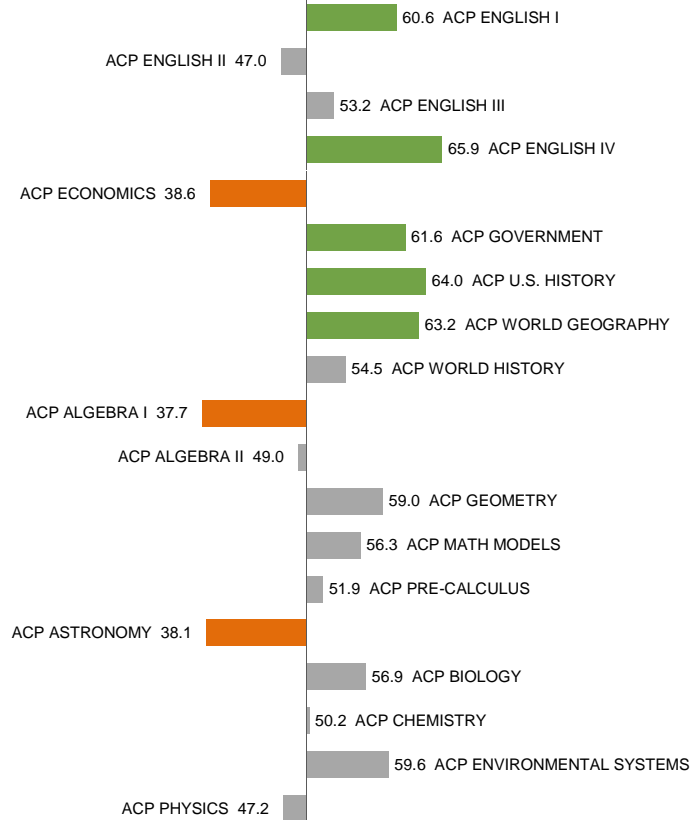 60.6 ACP ENGLISH I
ACP ENGLISH II 47.0
53.2 ACP ENGLISH III
65.9 ACP ENGLISH IV
ACP ECONOMICS 38.6
61.6 ACP GOVERNMENT
64.0 ACP U.S. HISTORY
63.2 ACP WORLD GEOGRAPHY
54.5 ACP WORLD HISTORY
ACP ALGEBRA I 37.7
ACP ALGEBRA II 49.0
59.0 ACP GEOMETRY
56.3 ACP MATH MODELS
51.9 ACP PRE-CALCULUS
ACP ASTRONOMY 38.1
56.9 ACP BIOLOGY
50.2 ACP CHEMISTRY
59.6 ACP ENVIRONMENTAL SYSTEMS
ACP PHYSICS 47.2